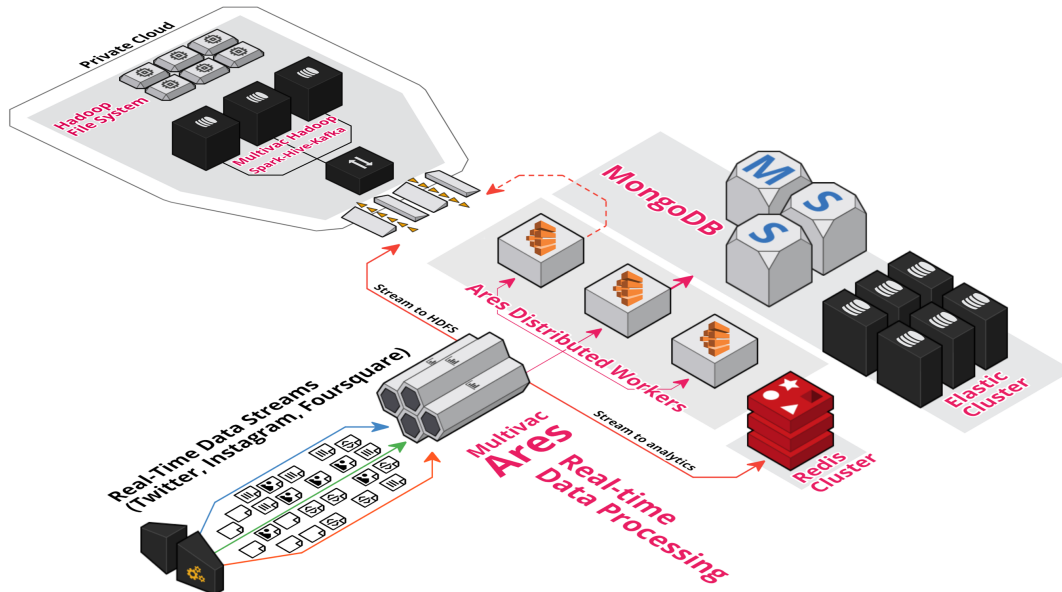 Private Cloud
Hadoop
File System
Multivac Hadoop
Spark-Hive-Kafka
MongoDB
M
S
S
Ares Distributed Workers
Stream to HDFS
Elastic
Cluster
Real-Time Data Streams
(Twitter, Instagram, Foursquare)
Stream to analytics
Redis
Cluster
Multivac
Ares
Real-time
Data Processing